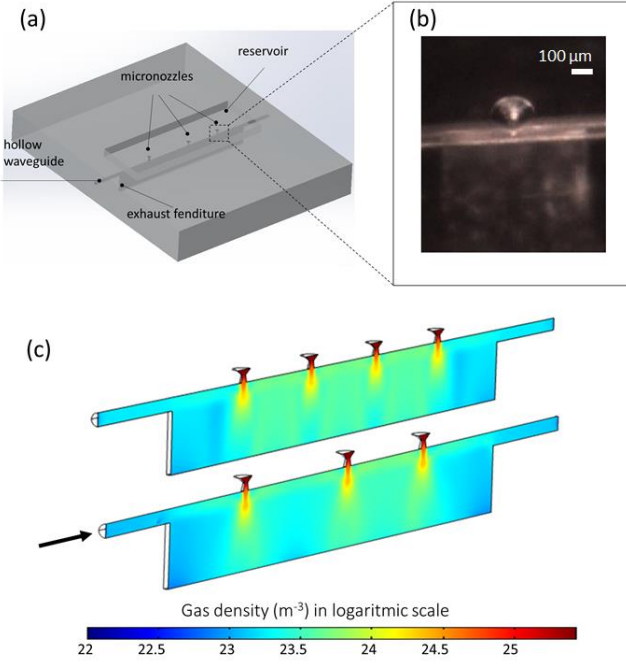 (a)
reservoir
micronozzles
hollow
waveguide
exhaust fenditure
(b)
100 µm
(c)
Gas density (m⁻³) in logaritmic scale
22 22.5 23 23.5 24 24.5 25